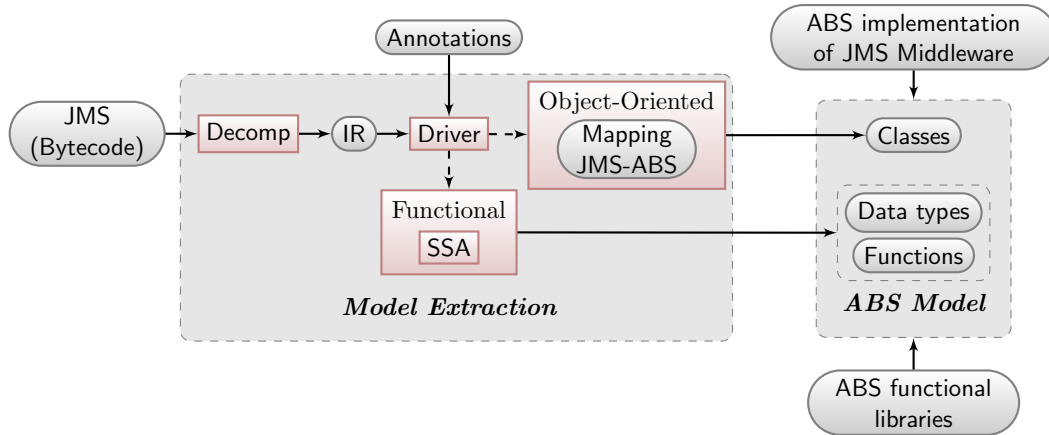 Annotations
ABS implementation
of JMS Middleware
JMS
(Bytecode)
Decomp
IR
Driver
Object-Oriented
Mapping
JMS-ABS
Classes
Functional
SSA
Data types
Functions
Model Extraction
ABS Model
ABS functional
libraries